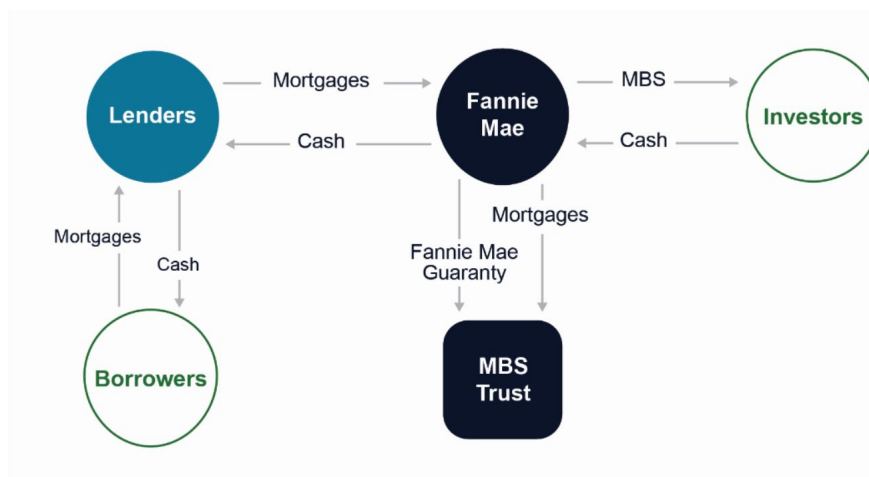 Mortgages
MBS
Lenders
Fannie
Mae
Investors
Cash
Cash
Mortgages
Mortgages
Cash
Fannie Mae
Guaranty
Borrowers
MBS
Trust